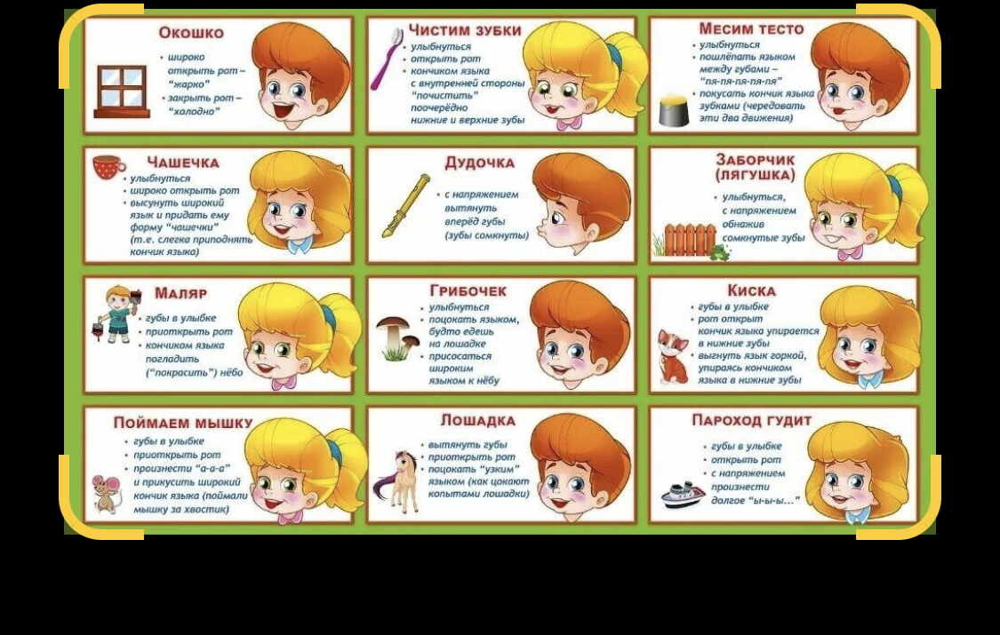 Окошко
• широко
открыть рот –
“жарко”
• закрыть рот –
“холодно”
Чистим зубки
• улыбнуться
• открыть рот
• кончиком языка
с внутренней стороны
“почистить”
поочерёдно
нижние и верхние зубы
Месим тесто
• улыбнуться
• пошлёпать языком
между губами –
“пя-пя-пя-пя-пя”
• покусать кончик языка
зубками (чередовать
эти два движения)
Чашечка
• улыбнуться
• широко открыть рот
• высунуть широкий
язык и придать ему
форму “чашечки”
(т.е. слегка приподнять
кончик языка)
Дудочка
• с напряжением
вытянуть
вперёд губы
(зубы сомкнуты)
Заборчик
(лягушка)
• улыбнуться,
с напряжением
обнажив
сомкнутые зубы
Маляр
• губы в улыбке
• приоткрыть рот
• кончиком языка
погладить
(“покрасить”) нёбо
Грибочек
• улыбнуться
• поцокать языком,
будто едешь
на лошадке
• присосаться
широким
языком к нёбу
Киска
• губы в улыбке
• рот открыт
кончик языка упирается
в нижние зубы
• выгнуть язык горкой,
упираясь кончиком
языка в нижние зубы
Поймаем мышку
• губы в улыбке
• приоткрыть рот
• произнести “а-а-а”
и прикусить широкий
кончик языка (поймали
мышку за хвостик)
Лошадка
• вытянуть губы
• приоткрыть рот
• поцокать “узким”
языком (как цокают
копытами лошадки)
Пароход гудит
• губы в улыбке
• открыть рот
• с напряжением
произнести
долгое “ы-ы-ы...”